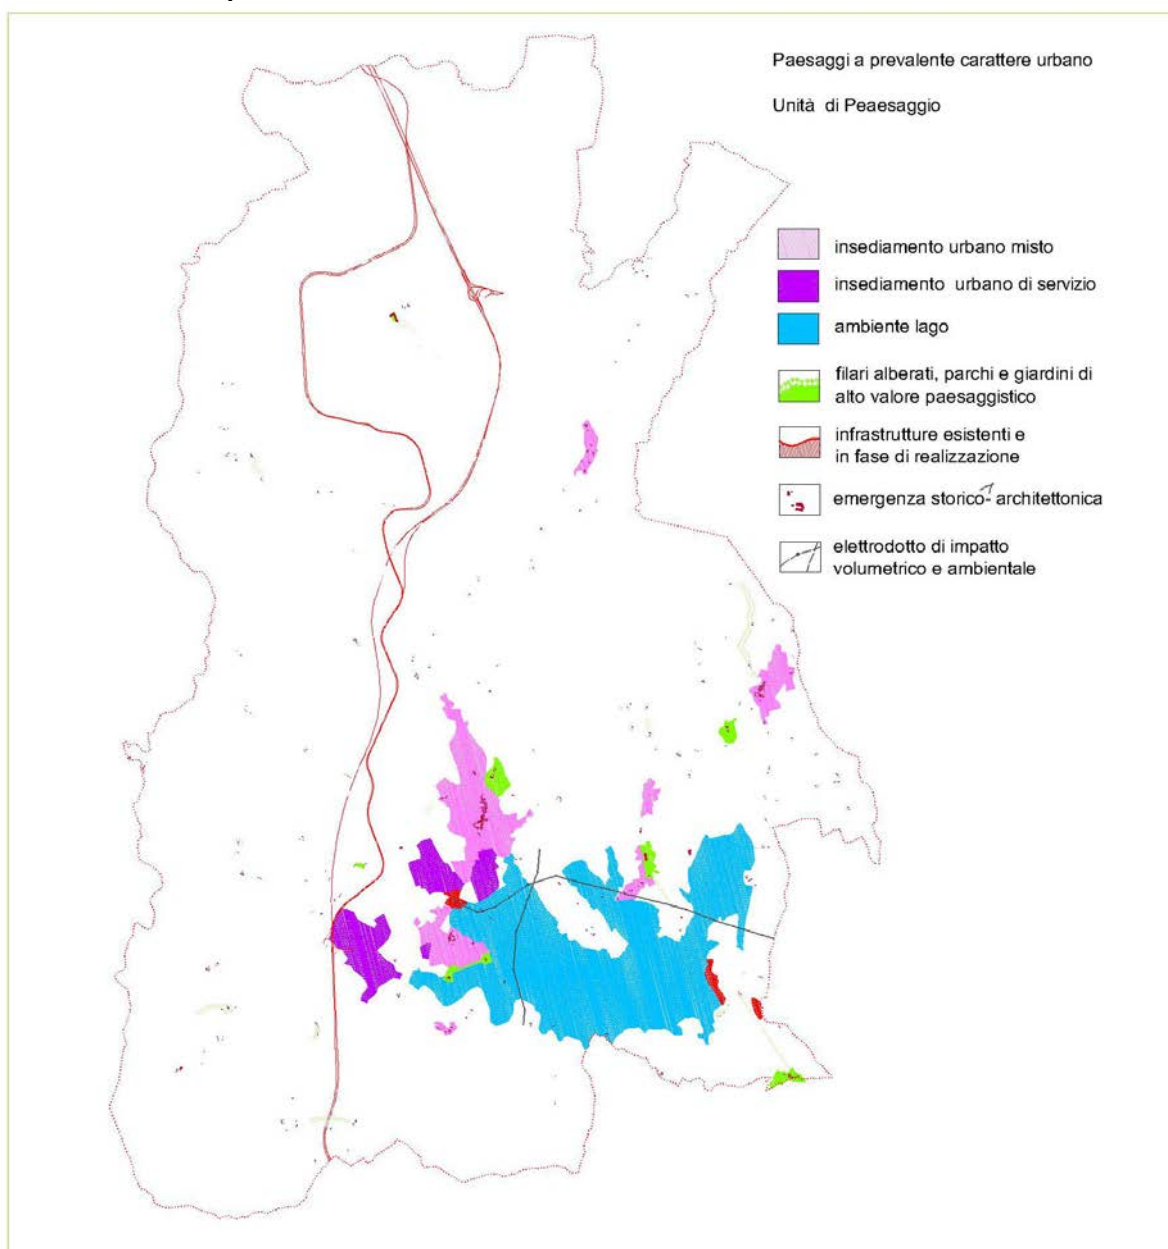 Paesaggi a prevalente carattere urbano
Unità di Peaesaggio
insediamento urbano misto
insediamento urbano di servizio
ambiente lago
filari alberati, parchi e giardini di
alto valore paesaggistico
infrastrutture esistenti e
in fase di realizzazione
emergenza storico- architettonica
elettrodotto di impatto
volumetrico e ambientale